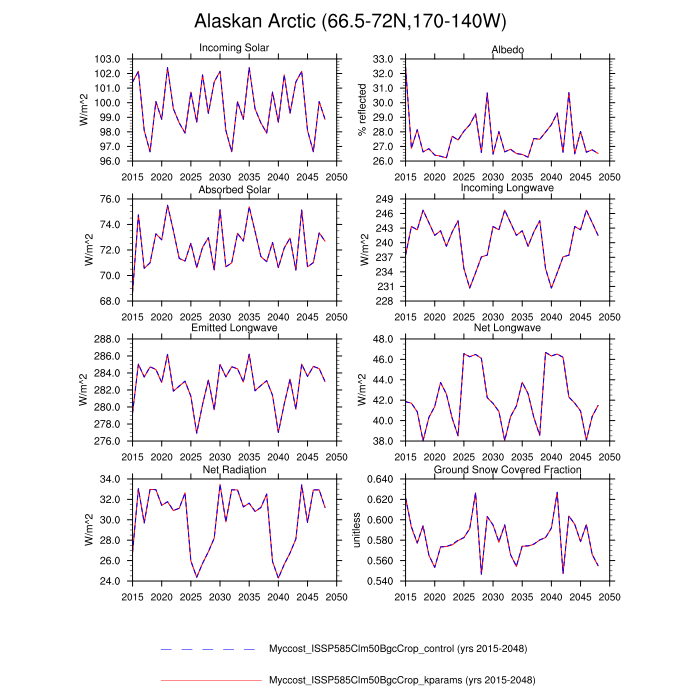 Alaskan Arctic (66.5-72N,170-140W)
Incoming Solar
W/m^2
103.0
102.0
101.0
100.0
99.0
98.0
97.0
96.0
2015 2020 2025 2030 2035 2040 2045 2050
Albedo
% reflected
33.0
32.0
31.0
30.0
29.0
28.0
27.0
26.0
2015 2020 2025 2030 2035 2040 2045 2050
Absorbed Solar
W/m^2
76.0
74.0
72.0
70.0
68.0
2015 2020 2025 2030 2035 2040 2045 2050
Incoming Longwave
W/m^2
249
246
243
240
237
234
231
228
2015 2020 2025 2030 2035 2040 2045 2050
Emitted Longwave
W/m^2
288.0
286.0
284.0
282.0
280.0
278.0
276.0
2015 2020 2025 2030 2035 2040 2045 2050
Net Longwave
W/m^2
48.0
46.0
44.0
42.0
40.0
38.0
2015 2020 2025 2030 2035 2040 2045 2050
Net Radiation
W/m^2
34.0
32.0
30.0
28.0
26.0
24.0
2015 2020 2025 2030 2035 2040 2045 2050
Ground Snow Covered Fraction
unitless
0.640
0.620
0.600
0.580
0.560
0.540
2015 2020 2025 2030 2035 2040 2045 2050
Myccost_ISSP585Clm50BgcCrop_control (yrs 2015-2048)
Myccost_ISSP585Clm50BgcCrop_kparams (yrs 2015-2048)